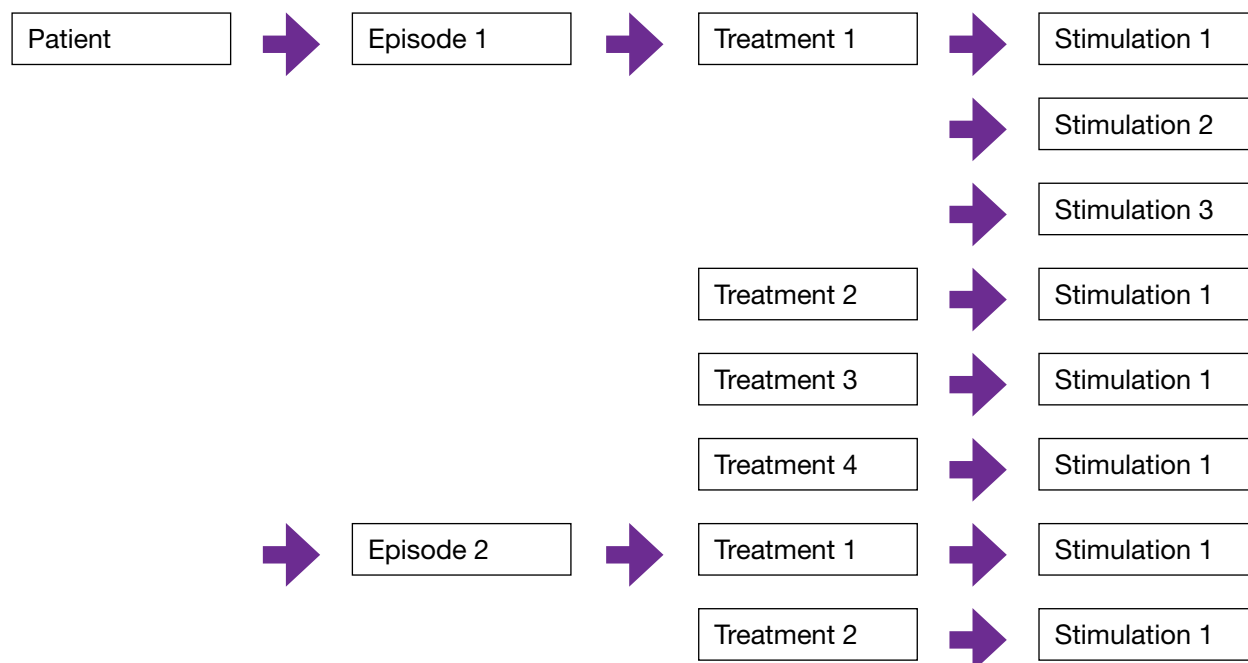 Patient
Episode 1
Treatment 1
Stimulation 1
Stimulation 2
Stimulation 3
Treatment 2
Stimulation 1
Treatment 3
Stimulation 1
Treatment 4
Stimulation 1
Episode 2
Treatment 1
Stimulation 1
Treatment 2
Stimulation 1